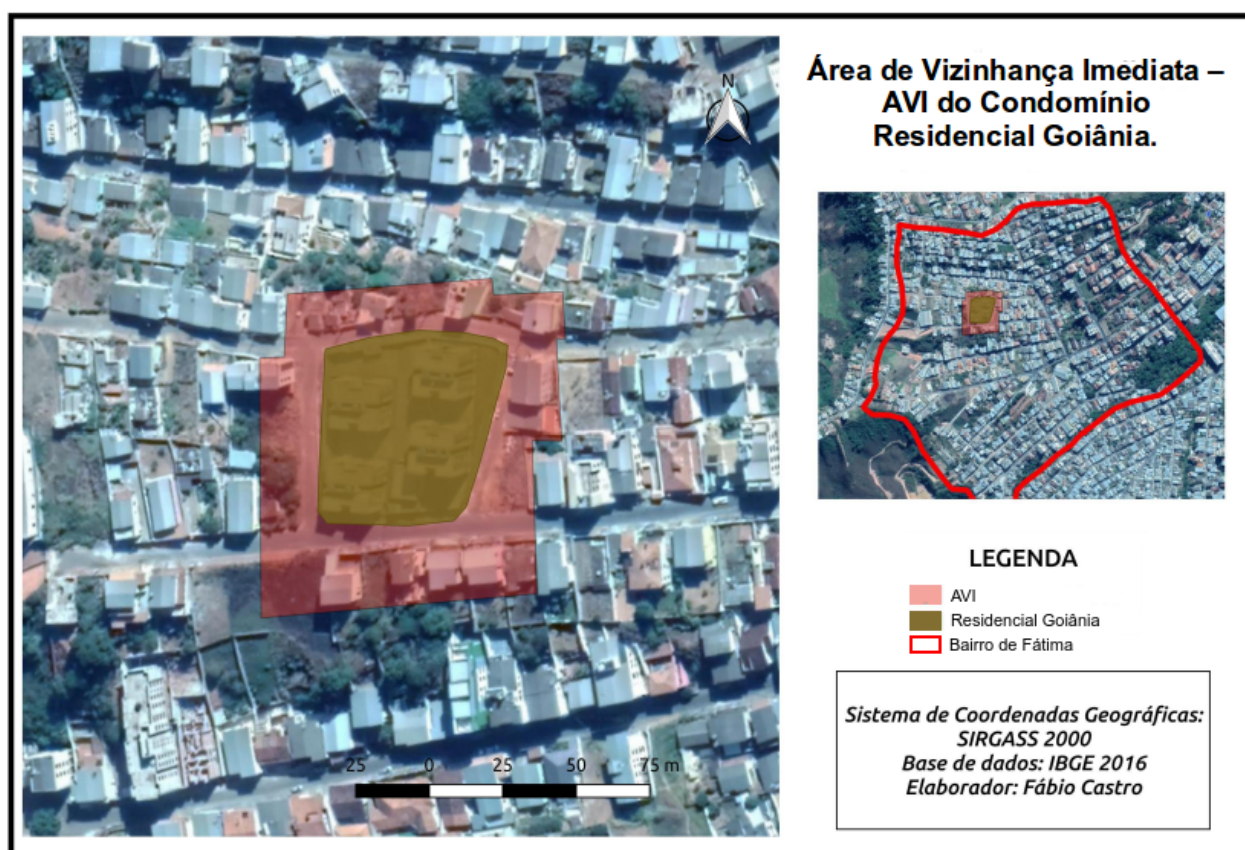 N
Área de Vizinhança Imediata –
AVI do Condomínio
Residencial Goiânia.
LEGENDA
AVI
Residencial Goiânia
Bairro de Fátima
Sistema de Coordenadas Geográficas:
SIRGASS 2000
Base de dados: IBGE 2016
Elaborador: Fábio Castro
25 0 25 50 75 m